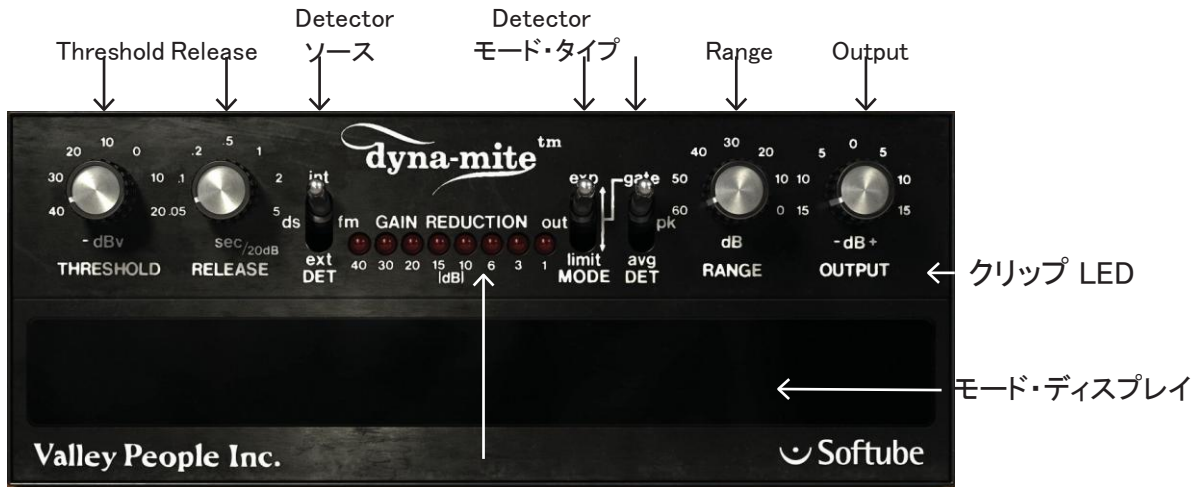 Detector
ソース
Detector
モード・タイプ
Threshold Release
Range
Output
dyna-mite tm
40 30 20 10 0 10 20
- dBv
THRESHOLD
.05 .1 .2 .5 1 2 5
sec/20dB
RELEASE
int
ds fm
ext
DET
GAIN REDUCTION
40 30 20 15 10 6 3 1
(dB)
out
exp
limit
MODE
gate
pk
avg
DET
60 50 40 30 20 10 0
dB
RANGE
15 10 5 0 5 10 15
- dB +
OUTPUT
クリップ LED
モード・ディスプレイ
Valley People Inc.
Softube